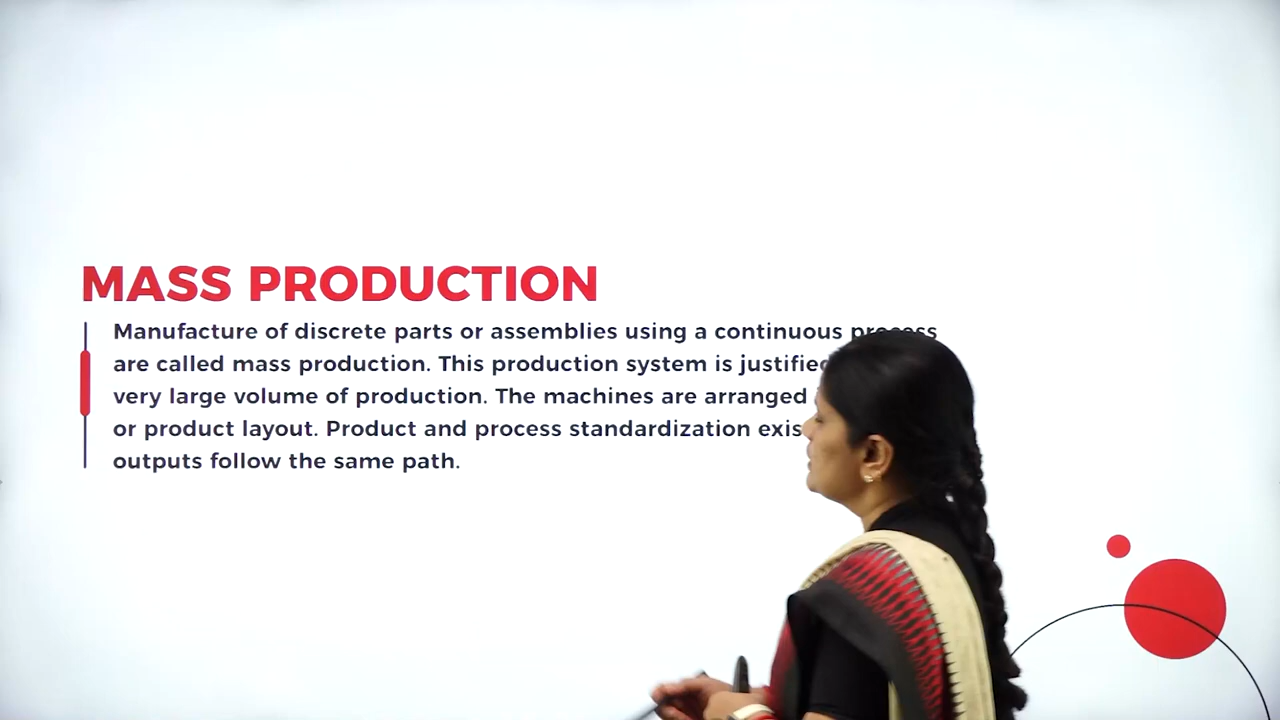 MASS PRODUCTION
Manufacture of discrete parts or assemblies using a continuous process
are called mass production. This production system is justified
very large volume of production. The machines are arranged
or product layout. Product and process standardization
outputs follow the same path.